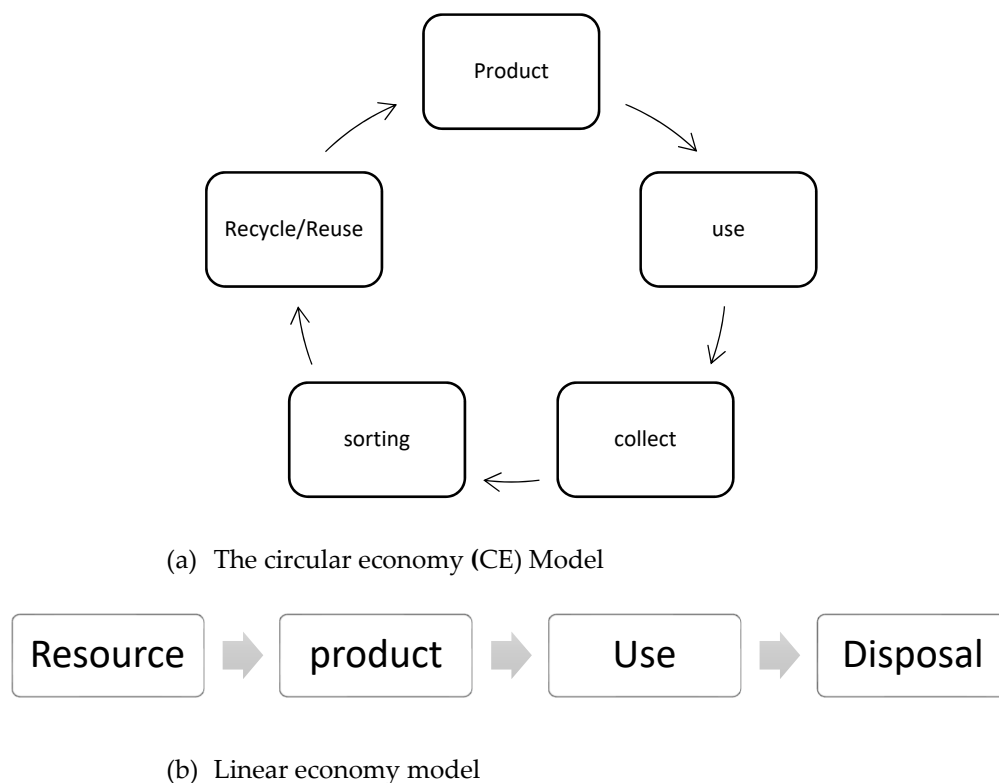 Product
Recycle/Reuse
use
sorting
collect
(a) The circular economy (CE) Model
Resource
product
Use
Disposal
(b) Linear economy model